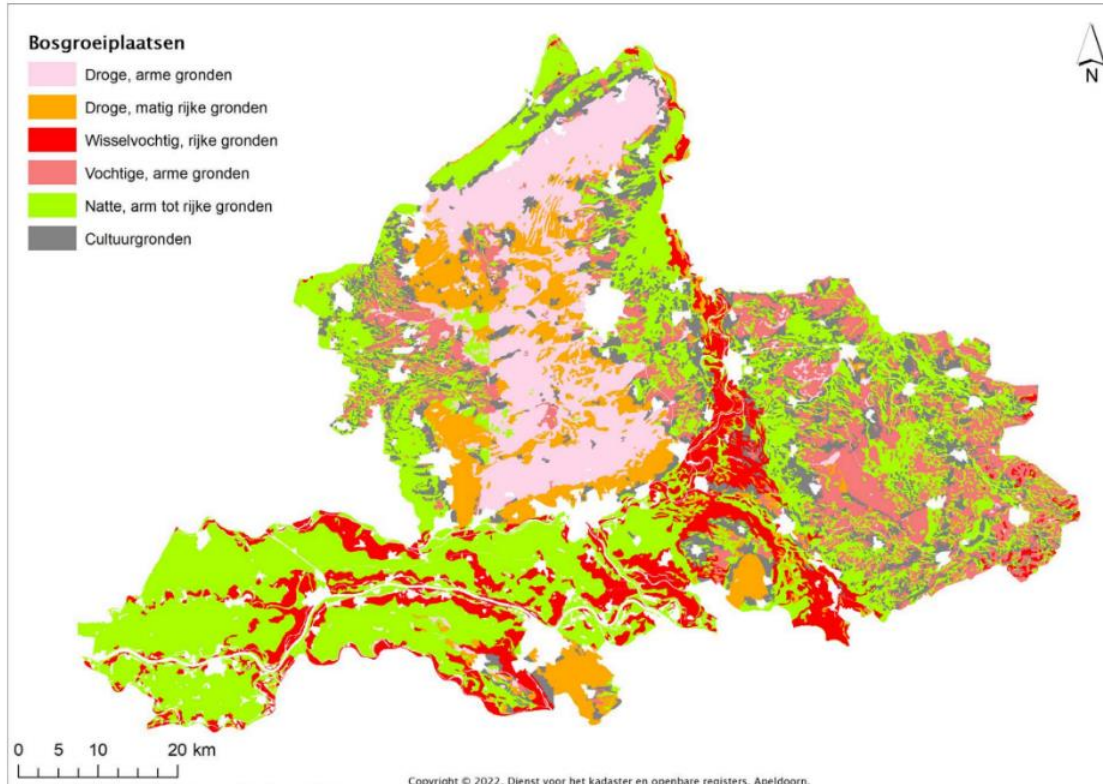 Bosgroeiplaatsen
Droge, arme gronden
Droge, matig rijke gronden
Wisselvochtig, rijke gronden
Vochtige, arme gronden
Natte, arm tot rijke gronden
Cultuurgronden
N
0 5 10 20 km
Copyright © 2022, Dienst voor het kadaster en openbare registers, Apeldoorn.